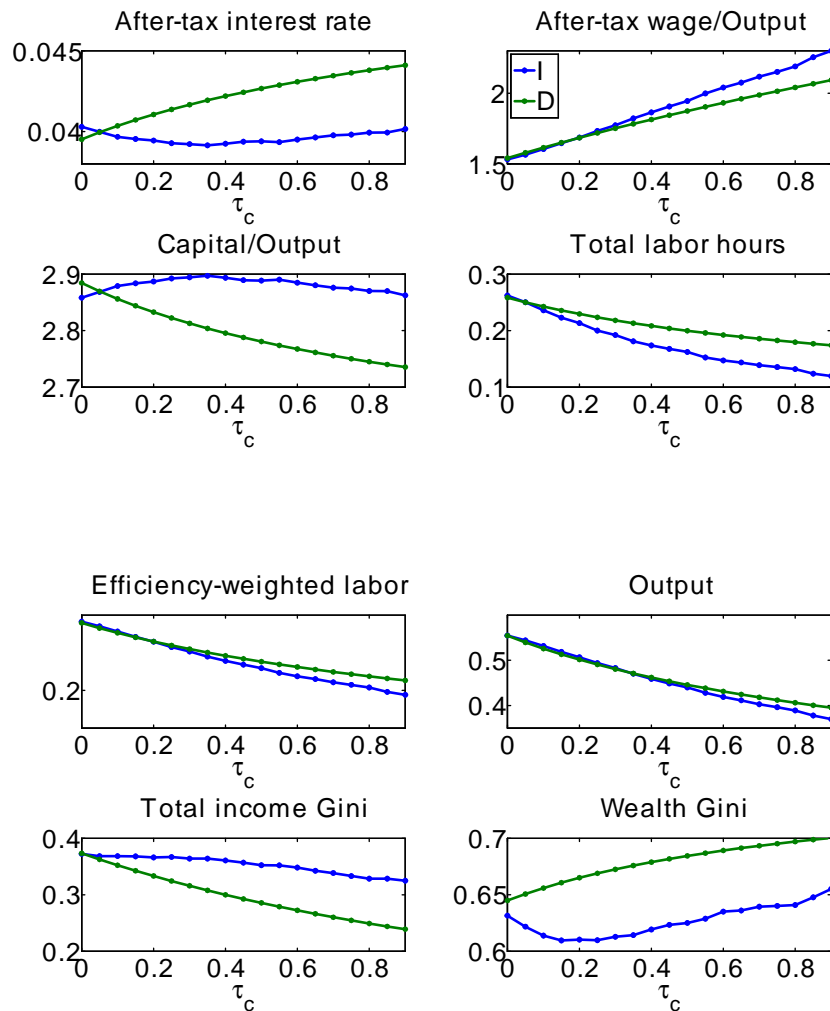 After-tax interest rate
After-tax wage/Output
0.045
0.04
0 0.2 0.4 0.6 0.8
τc
2
1.5
I
D
0 0.2 0.4 0.6 0.8
τc
Capital/Output
Total labor hours
2.9
2.8
2.7
0 0.2 0.4 0.6 0.8
τc
0.3
0.2
0.1
0 0.2 0.4 0.6 0.8
τc
Efficiency-weighted labor
Output
0.2
0 0.2 0.4 0.6 0.8
τc
0.5
0.4
0 0.2 0.4 0.6 0.8
τc
Total income Gini
Wealth Gini
0.4
0.3
0.2
0 0.2 0.4 0.6 0.8
τc
0.7
0.65
0.6
0 0.2 0.4 0.6 0.8
τc